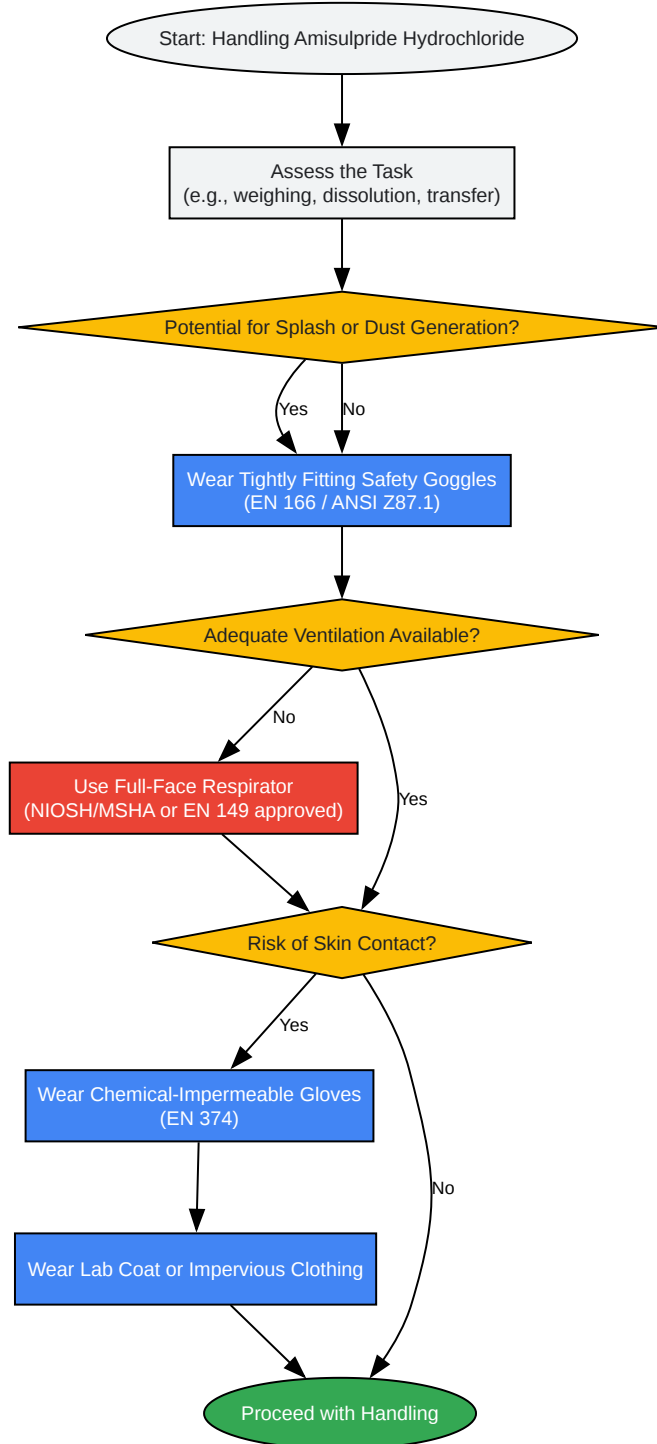 Start: Handling Amisulpride Hydrochloride
Assess the Task
(e.g., weighing, dissolution, transfer)
Potential for Splash or Dust Generation?
Yes
No
Wear Tightly Fitting Safety Goggles
(EN 166 / ANSI Z87.1)
Adequate Ventilation Available?
No
Use Full-Face Respirator
(NIOSH/MSHA or EN 149 approved)
Yes
Risk of Skin Contact?
Yes
Wear Chemical-Impermeable Gloves
(EN 374)
No
Wear Lab Coat or Impervious Clothing
Proceed with Handling